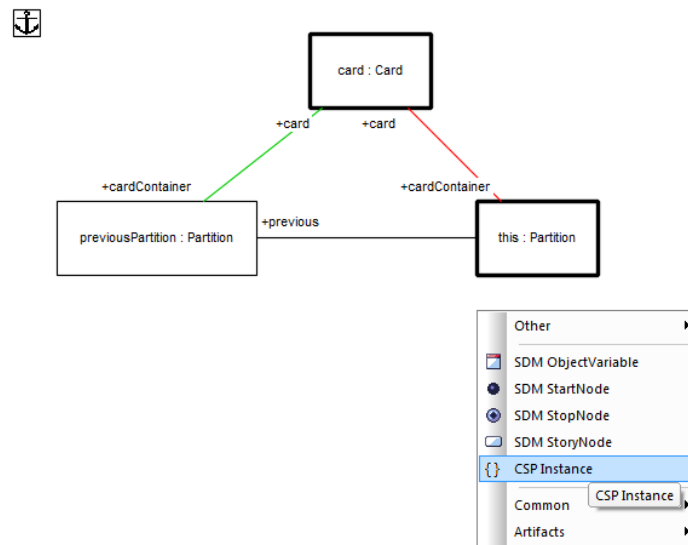 card : Card
+card
+card
+cardContainer
+cardContainer
previousPartition : Partition
+previous
this : Partition
Other
SDM ObjectVariable
SDM StartNode
SDM StopNode
SDM StoryNode
{} CSP Instance
CSP Instance
Common
Artifacts